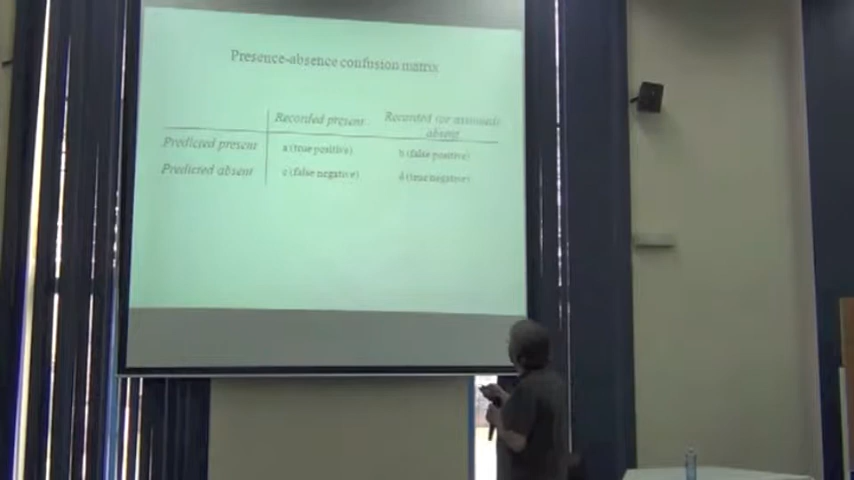 Presence-absence confusion matrix
Recorded present
Recorded (or assumed)
absent
Predicted present
a (true positive)
b (false positive)
Predicted absent
c (false negative)
d (true negative)